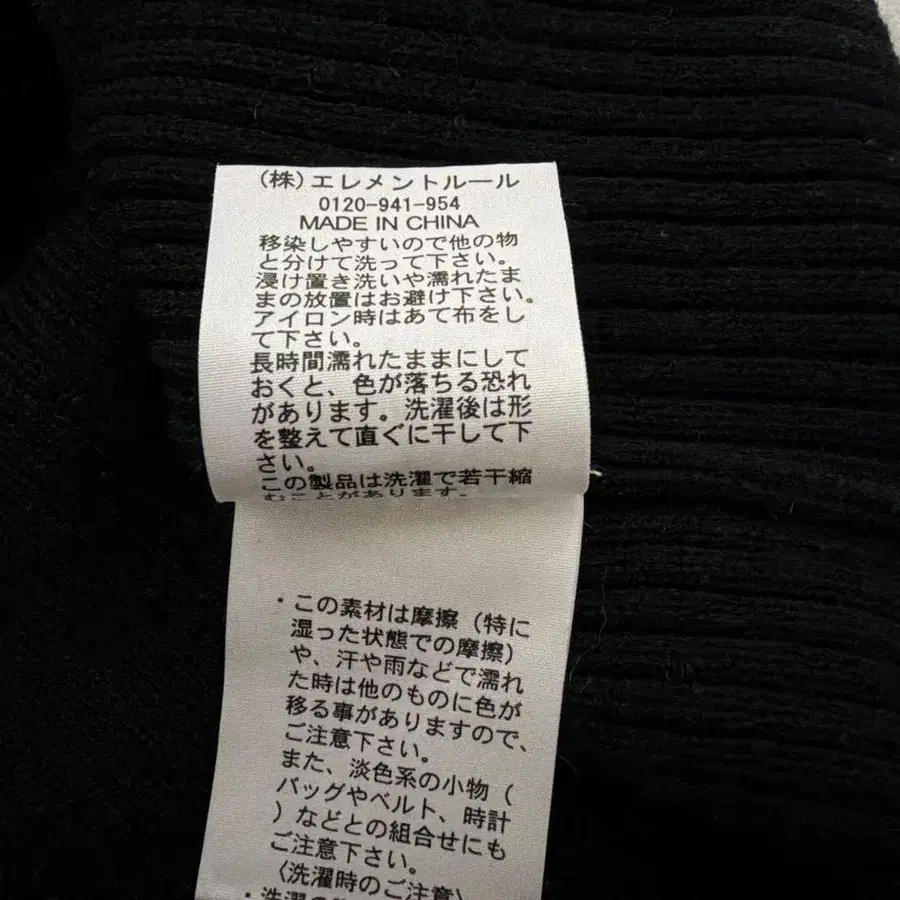 (株)エレメントルール
0120-941-954
MADE IN CHINA
移染しやすいので他の物
と分けて洗って下さい。
浸け置き洗いや濡れたま
まの放置はお避け下さい。
アイロン時はあて布をし
て下さい。
長時間濡れたままにして
おくと、色が落ちる恐れ
があります。洗濯後は形
を整えて直ぐに干して下
さい。
この製品は洗濯で若干縮
むことがあります。
・この素材は摩擦(特に
湿った状態での摩擦)
や、汗や雨などで濡れ
た時は他のものに色が
移る事がありますので、
ご注意下さい。
また、淡色系の小物(
バッグやベルト、時計
)などとの組合せにも
ご注意下さい。
〈洗濯時のご注意〉
・洗濯の